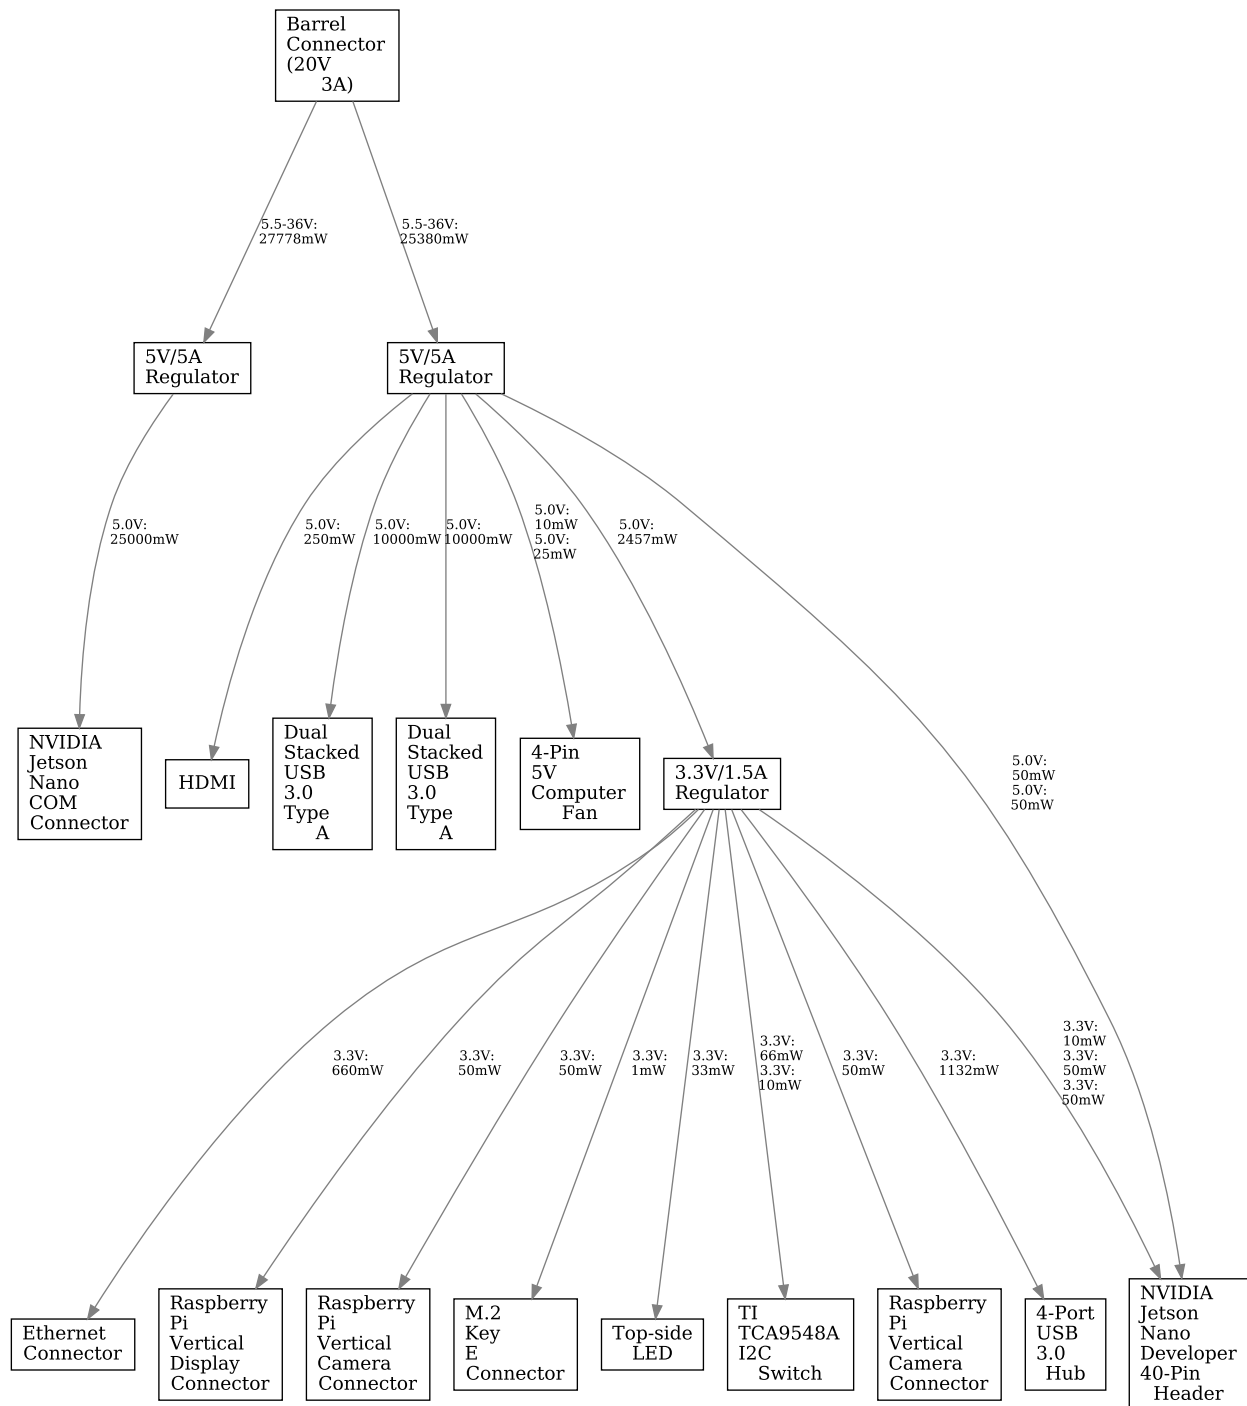 Barrel
Connector
(20V
3A)
5.5-36V:
27778mW
5.5-36V:
25380mW
5V/5A
Regulator
5V/5A
Regulator
5.0V:
25000mW
5.0V:
250mW
5.0V:
10000mW
5.0V:
10000mW
5.0V:
10mW
5.0V:
25mW
5.0V:
2457mW
5.0V:
50mW
5.0V:
50mW
NVIDIA
Jetson
Nano
COM
Connector
HDMI
Dual
Stacked
USB
3.0
Type
A
Dual
Stacked
USB
3.0
Type
A
4-Pin
5V
Computer
Fan
3.3V/1.5A
Regulator
3.3V:
660mW
3.3V:
50mW
3.3V:
50mW
3.3V:
1mW
3.3V:
33mW
3.3V:
66mW
3.3V:
10mW
3.3V:
50mW
3.3V:
1132mW
3.3V:
10mW
3.3V:
50mW
3.3V:
50mW
Ethernet
Connector
Raspberry
Pi
Vertical
Display
Connector
Raspberry
Pi
Vertical
Camera
Connector
M.2
Key
E
Connector
Top-side
LED
TI
TCA9548A
I2C
Switch
Raspberry
Pi
Vertical
Camera
Connector
4-Port
USB
3.0
Hub
NVIDIA
Jetson
Nano
Developer
40-Pin
Header